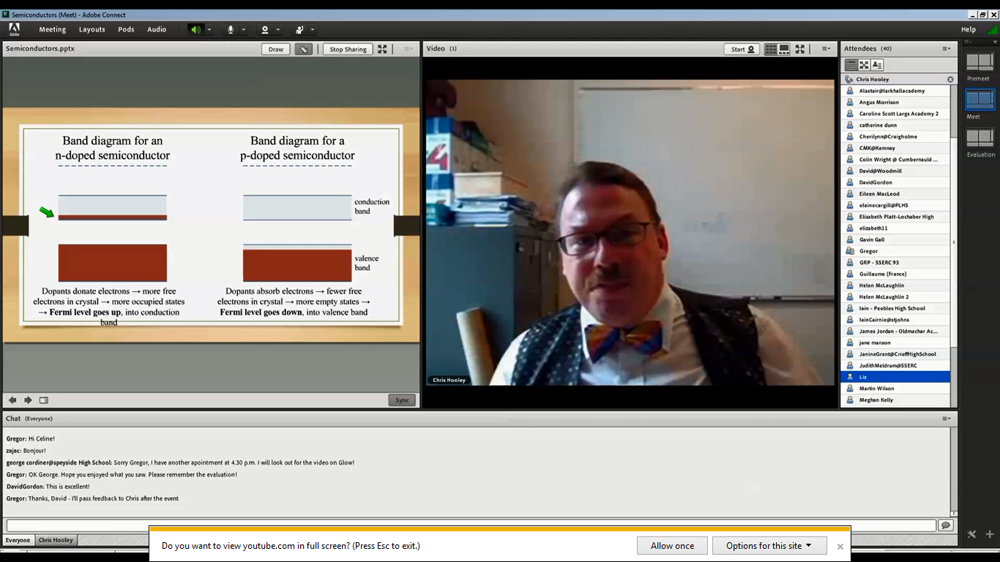 Semiconductors (Meet) - Adobe Connect
Adobe
Meeting Layouts Pods Audio Help
Semiconductors.pptx Draw Stop Sharing
Band diagram for an
n-doped semiconductor
Dopants donate electrons → more free
electrons in crystal → more occupied states
→ Fermi level goes up, into conduction
band
Band diagram for a
p-doped semiconductor
conduction
band
valence
band
Dopants absorb electrons → fewer free
electrons in crystal → more empty states →
Fermi level goes down, into valence band
Sync
Video (1) Start
Chris Hooley
Attendees (40)
Chris Hooley
Alastair@larkhallacademy
Angus Morrison
Caroline Scott Largs Academy 2
catherine dunn
Cherilynn@Craigholme
CMK@Kemnay
Colin Wright @ Cumbernauld ...
David@Woodmill
DavidGordon
Eileen MacLeod
elainecargill@PLHS
Elizabeth Platt-Lochaber High
elizabeth11
Gavin Gall
Gregor
GRP - SSERC 93
Guillaume (France)
Helen McLaughlin
Helen McLaughlin 2
Iain - Peebles High School
IainCairnie@stjohns
James Jordan - Oldmachar Ac...
jane manson
JanineGrant@CrieffHighSchool
JudithMeldrum@SSERC
Liz
Martin Wilson
Meghan Kelly
Premeet
Meet
Evaluation
Chat (Everyone)
Gregor: Hi Celine!
zajac: Bonjour!
george cordiner@speyside High School: Sorry Gregor, I have another apointment at 4.30 p.m. I will look out for the video on Glow!
Gregor: OK George. Hope you enjoyed what you saw. Please remember the evaluation!
DavidGordon: This is excellent!
Gregor: Thanks, David - I'll pass feedback to Chris after the event.
Everyone Chris Hooley
Do you want to view youtube.com in full screen? (Press Esc to exit.) Allow once Options for this site